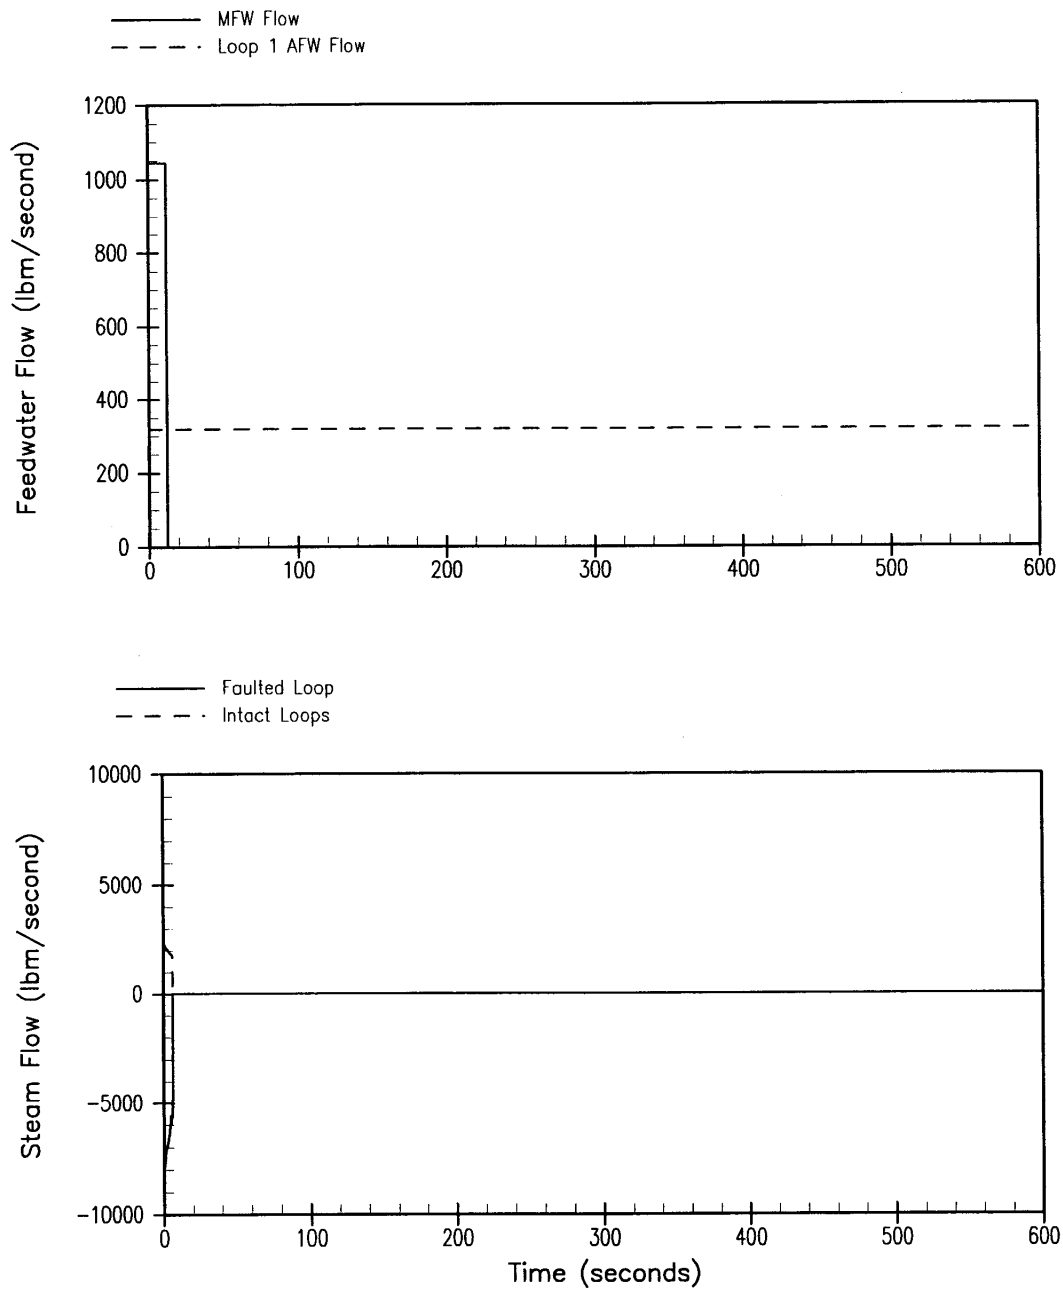 MFW Flow
Loop 1 AFW Flow
1200
1000
800
600
400
200
0
Feedwater Flow (lbm/second)
0 100 200 300 400 500 600
Faulted Loop
Intact Loops
10000
5000
0
-5000
-10000
Steam Flow (lbm/second)
0 100 200 300 400 500 600
Time (seconds)